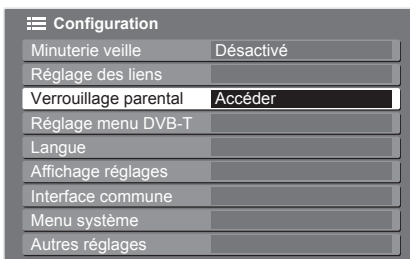 Configuration
Minuterie veille Désactivé
Réglage des liens
Verrouillage parental Accéder
Réglage menu DVB-T
Langue
Affichage réglages
Interface commune
Menu système
Autres réglages